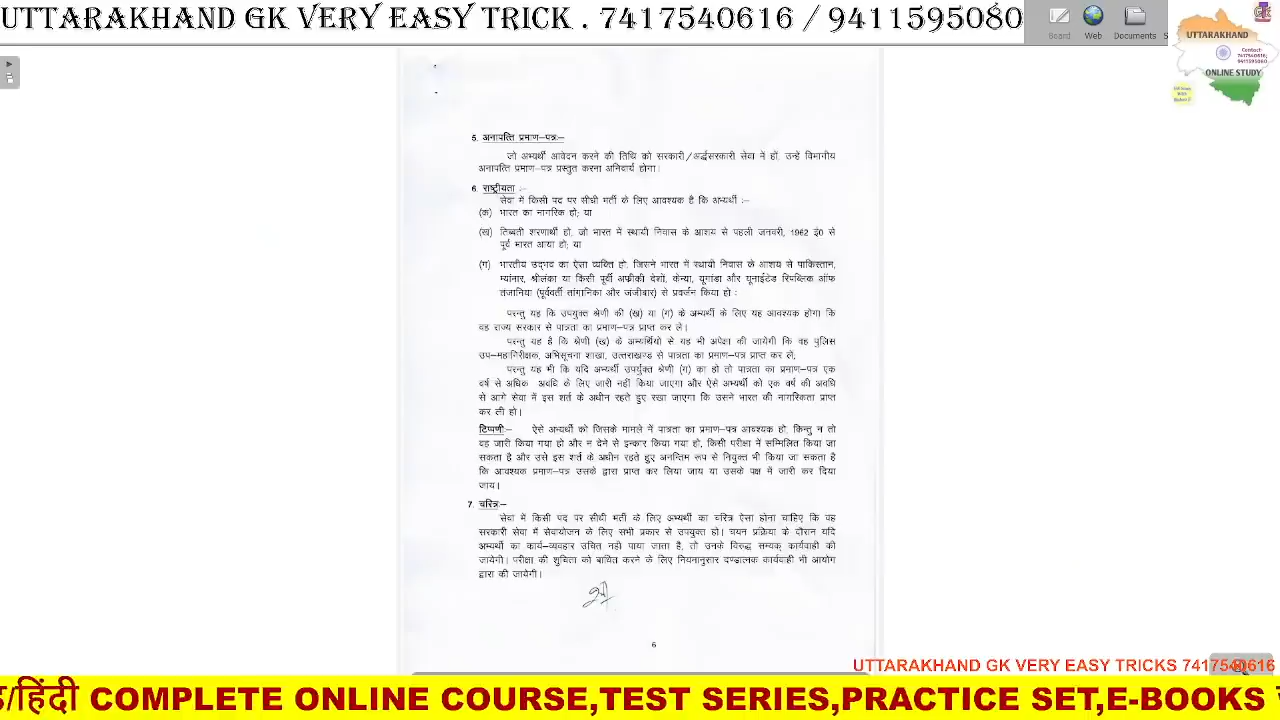 UTTARAKHAND GK VERY EASY TRICK . 7417540616 / 9411595080
Board Web Documents S
UTTARAKHAND
Contact:
7417540616;
9411595080
ONLINE STUDY
5. अनापत्ति प्रमाण–पत्रः–
जो अभ्यर्थी आवेदन करने की तिथि को सरकारी/अर्द्धसरकारी सेवा में हों, उन्हें विभागीय
अनापत्ति प्रमाण–पत्र प्रस्तुत करना अनिवार्य होगा।
6. राष्ट्रीयता :–
सेवा में किसी पद पर सीधी भर्ती के लिए आवश्यक है कि अभ्यर्थी :–
(क) भारत का नागरिक हो; या
(ख) तिब्बती शरणार्थी हो, जो भारत में स्थायी निवास के आशय से पहली जनवरी, 1962 ई0 से
पूर्व भारत आया हो; या
(ग) भारतीय उद्भव का ऐसा व्यक्ति हो, जिसने भारत में स्थायी निवास के आशय से पाकिस्तान,
म्यांनार, श्रीलंका या किसी पूर्वी अफ्रीकी देशों, केन्या, यूगांडा और यूनाईटेड रिपब्लिक ऑफ
तंजानिया (पूर्ववर्ती तांगानिका और जंजीबार) से प्रवर्जन किया हो :
परन्तु यह कि उपयुक्त श्रेणी की (ख) या (ग) के अभ्यर्थी के लिए यह आवश्यक होगा कि
वह राज्य सरकार से पात्रता का प्रमाण–पत्र प्राप्त कर ले।
परन्तु यह है कि श्रेणी (ख) के अभ्यर्थियो से यह भी अपेक्षा की जायेगी कि वह पुलिस
उप–महानिरीक्षक, अभिसूचना शाखा, उत्तराखण्ड से पात्रता का प्रमाण–पत्र प्राप्त कर लें;
परन्तु यह भी कि यदि अभ्यर्थी उपर्युक्त श्रेणी (ग) का हो तो पात्रता का प्रमाण–पत्र एक
वर्ष से अधिक अवधि के लिए जारी नहीं किया जाएगा और ऐसे अभ्यर्थी को एक वर्ष की अवधि
से आगे सेवा में इस शर्त के अधीन रहते हुए रखा जाएगा कि उसने भारत की नागरिकता प्राप्त
कर ली हो।
टिप्पणी:– ऐसे अभ्यर्थी को जिसके मामले में पात्रता का प्रमाण–पत्र आवश्यक हो, किन्तु न तो
वह जारी किया गया हो और न देने से इन्कार किया गया हो, किसी परीक्षा में सम्मिलित किया जा
सकता है और उसे इस शर्त के अधीन रहते हुए अनन्तिम रूप से नियुक्त भी किया जा सकता है
कि आवश्यक प्रमाण–पत्र उसके द्वारा प्राप्त कर लिया जाय या उसके पक्ष में जारी कर दिया
जाय।
7. चरित्रः–
सेवा में किसी पद पर सीधी भर्ती के लिए अभ्यर्थी का चरित्र ऐसा होना चाहिए कि वह
सरकारी सेवा में सेवायोजन के लिए सभी प्रकार से उपयुक्त हो। चयन प्रक्रिया के दौरान यदि
अभ्यर्थी का कार्य–व्यवहार उचित नही पाया जाता है, तो उनके विरुद्ध सम्यक् कार्यवाही की
जायेगी। परीक्षा की शुचिता को बाधित करने के लिए नियनानुसार दण्डात्नक कार्यवाही भी आयोग
द्वारा की जायेगी।
6
UTTARAKHAND GK VERY EASY TRICKS 7417540616
/हिंदी COMPLETE ONLINE COURSE,TEST SERIES,PRACTICE SET,E-BOOKS